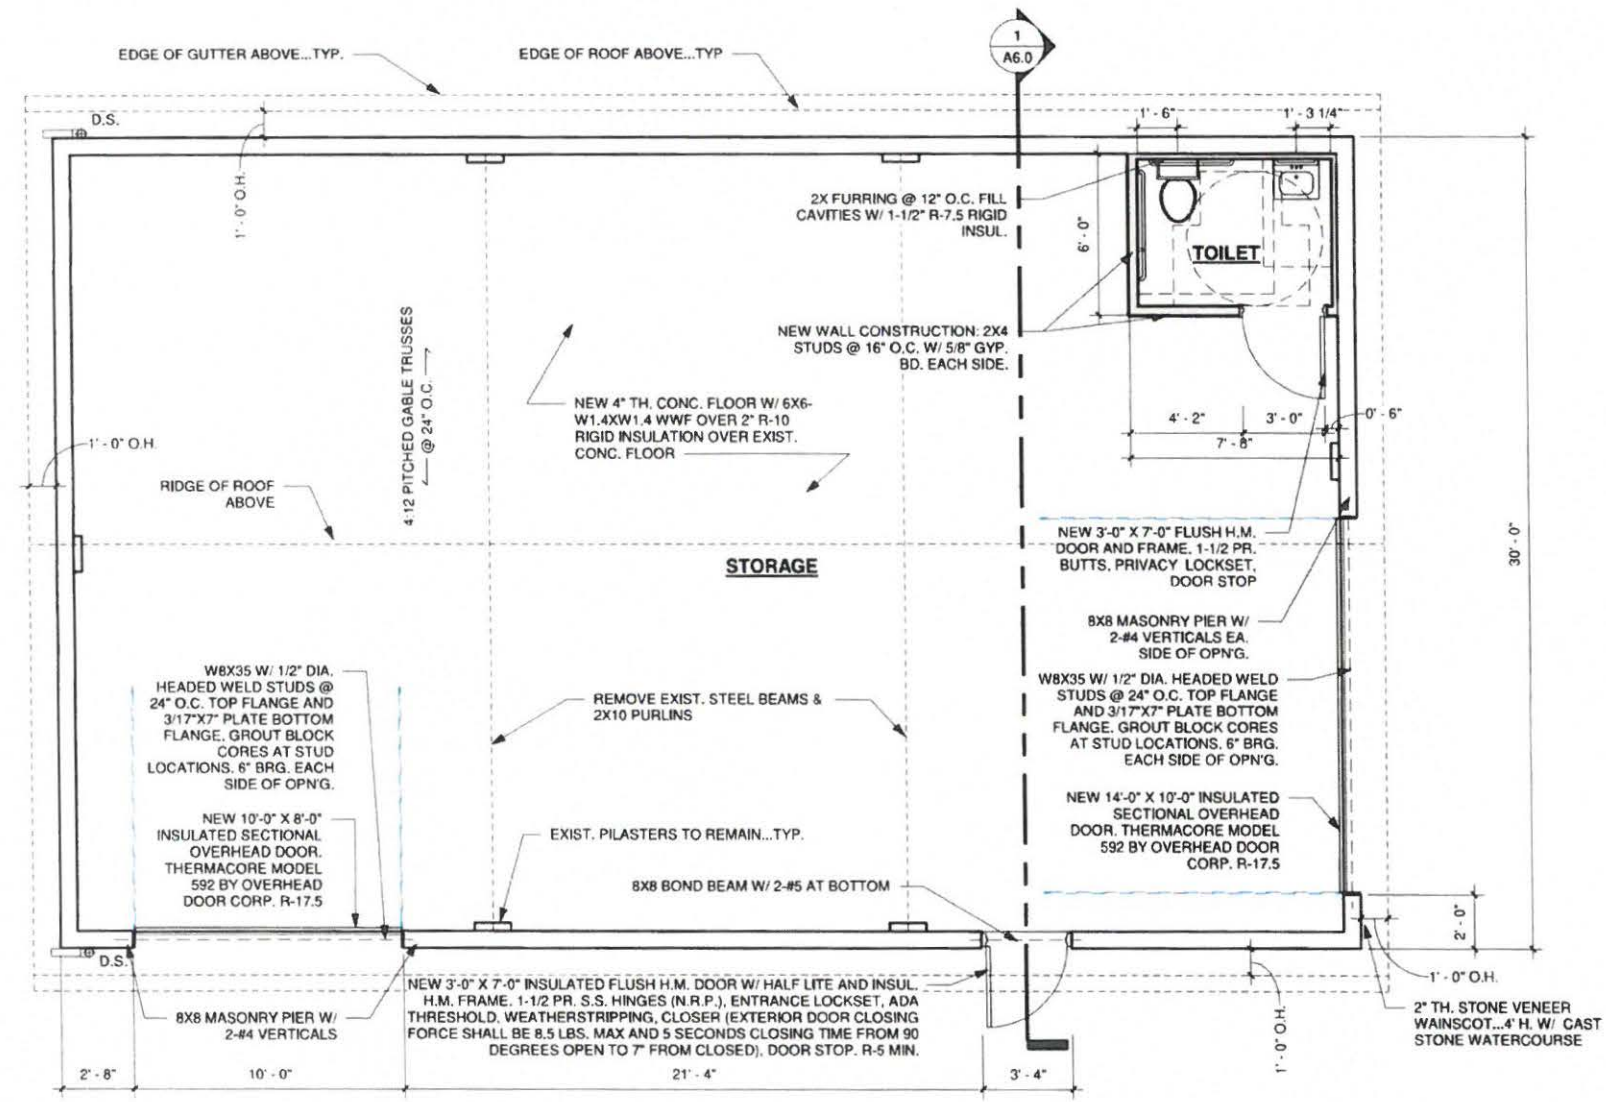 1
A6.0
EDGE OF GUTTER ABOVE...TYP.
EDGE OF ROOF ABOVE...TYP
D.S.
1' - 6"
1' - 3 1/4"
1' - 0" O.H.
2X FURRING @ 12" O.C. FILL
CAVITIES W/ 1-1/2" R-7.5 RIGID
INSUL.
6' - 0"
TOILET
NEW WALL CONSTRUCTION: 2X4
STUDS @ 16" O.C. W/ 5/8" GYP.
BD. EACH SIDE.
4:12 PITCHED GABLE TRUSSES
@ 24" O.C.
NEW 4" TH. CONC. FLOOR W/ 6X6-
W1.4XW1.4 WWF OVER 2" R-10
RIGID INSULATION OVER EXIST.
CONC. FLOOR
4' - 2"
3' - 0"
0' - 6"
7' - 8"
1' - 0" O.H.
RIDGE OF ROOF
ABOVE
STORAGE
NEW 3'-0" X 7'-0" FLUSH H.M.
DOOR AND FRAME. 1-1/2 PR.
BUTTS, PRIVACY LOCKSET,
DOOR STOP
30' - 0"
8X8 MASONRY PIER W/
2-#4 VERTICALS EA.
SIDE OF OPN'G.
W8X35 W/ 1/2" DIA.
HEADED WELD STUDS @
24" O.C. TOP FLANGE AND
3/17"X7" PLATE BOTTOM
FLANGE. GROUT BLOCK
CORES AT STUD
LOCATIONS. 6" BRG. EACH
SIDE OF OPN'G.
REMOVE EXIST. STEEL BEAMS &
2X10 PURLINS
W8X35 W/ 1/2" DIA. HEADED WELD
STUDS @ 24" O.C. TOP FLANGE
AND 3/17"X7" PLATE BOTTOM
FLANGE. GROUT BLOCK CORES
AT STUD LOCATIONS. 6" BRG.
EACH SIDE OF OPN'G.
NEW 10'-0" X 8'-0"
INSULATED SECTIONAL
OVERHEAD DOOR.
THERMACORE MODEL
592 BY OVERHEAD
DOOR CORP. R-17.5
EXIST. PILASTERS TO REMAIN...TYP.
NEW 14'-0" X 10'-0" INSULATED
SECTIONAL OVERHEAD
DOOR. THERMACORE MODEL
592 BY OVERHEAD DOOR
CORP. R-17.5
8X8 BOND BEAM W/ 2-#5 AT BOTTOM
2' - 0"
D.S.
1' - 0" O.H.
8X8 MASONRY PIER W/
2-#4 VERTICALS
NEW 3'-0" X 7'-0" INSULATED FLUSH H.M. DOOR W/ HALF LITE AND INSUL.
H.M. FRAME. 1-1/2 PR. S.S. HINGES (N.R.P.), ENTRANCE LOCKSET, ADA
THRESHOLD, WEATHERSTRIPPING, CLOSER (EXTERIOR DOOR CLOSING
FORCE SHALL BE 8.5 LBS. MAX AND 5 SECONDS CLOSING TIME FROM 90
DEGREES OPEN TO 7" FROM CLOSED). DOOR STOP. R-5 MIN.
1' - 0" O.H.
2" TH. STONE VENEER
WAINSCOT...4' H. W/ CAST
STONE WATERCOURSE
2' - 8"
10' - 0"
21' - 4"
3' - 4"